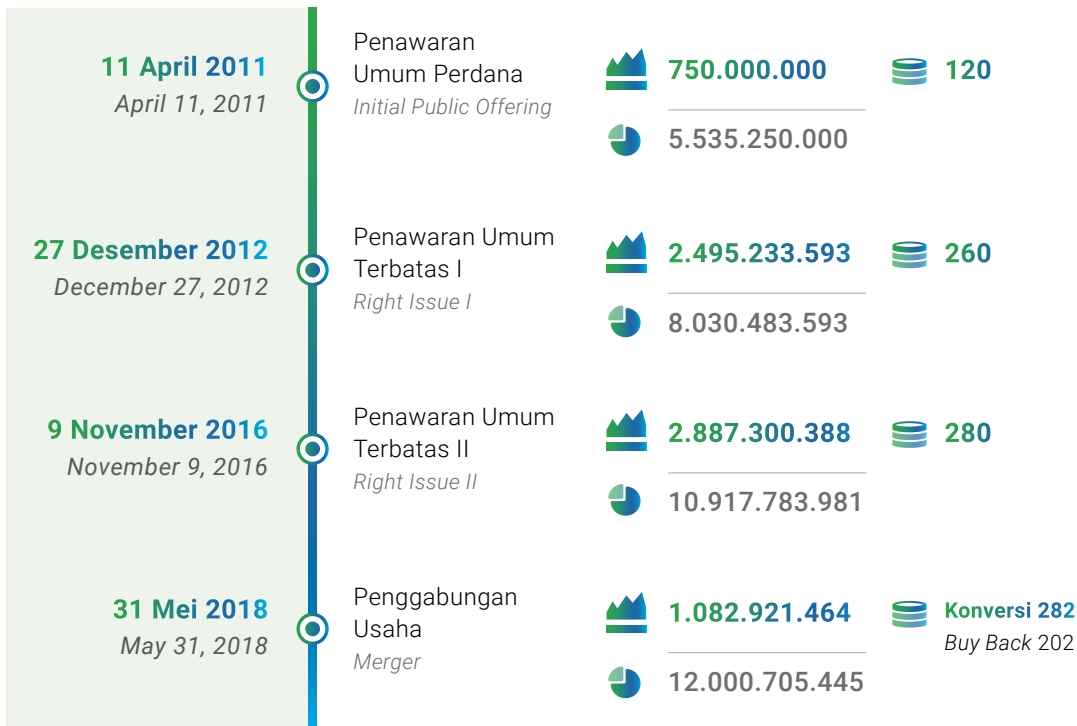 11 April 2011
April 11, 2011
Penawaran
Umum Perdana
Initial Public Offering
750.000.000
120
5.535.250.000
27 Desember 2012
December 27, 2012
Penawaran Umum
Terbatas I
Right Issue I
2.495.233.593
260
8.030.483.593
9 November 2016
November 9, 2016
Penawaran Umum
Terbatas II
Right Issue II
2.887.300.388
280
10.917.783.981
31 Mei 2018
May 31, 2018
Penggabungan
Usaha
Merger
1.082.921.464
Konversi 282
Buy Back 202
12.000.705.445